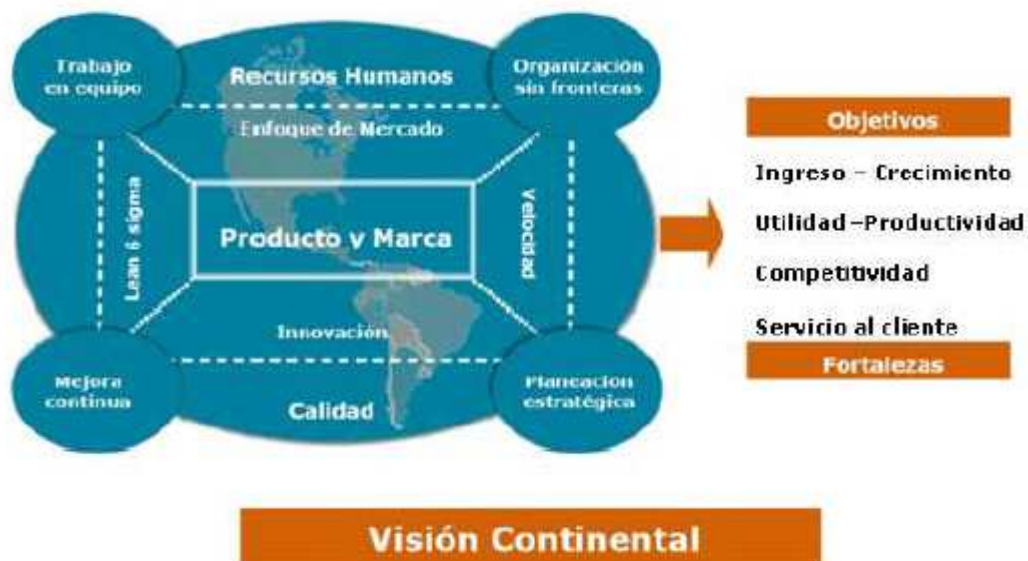 Trabajo
en equipo
Recursos Humanos
Organización
sin fronteras
Enfoque de Mercado
Lean 6 sigma
Producto y Marca
Velocidad
Innovación
Mejora
continua
Calidad
Planeación
estratégica
Objetivos
Ingreso – Crecimiento
Utilidad –Productividad
Competitividad
Servicio al cliente
Fortalezas
Visión Continental